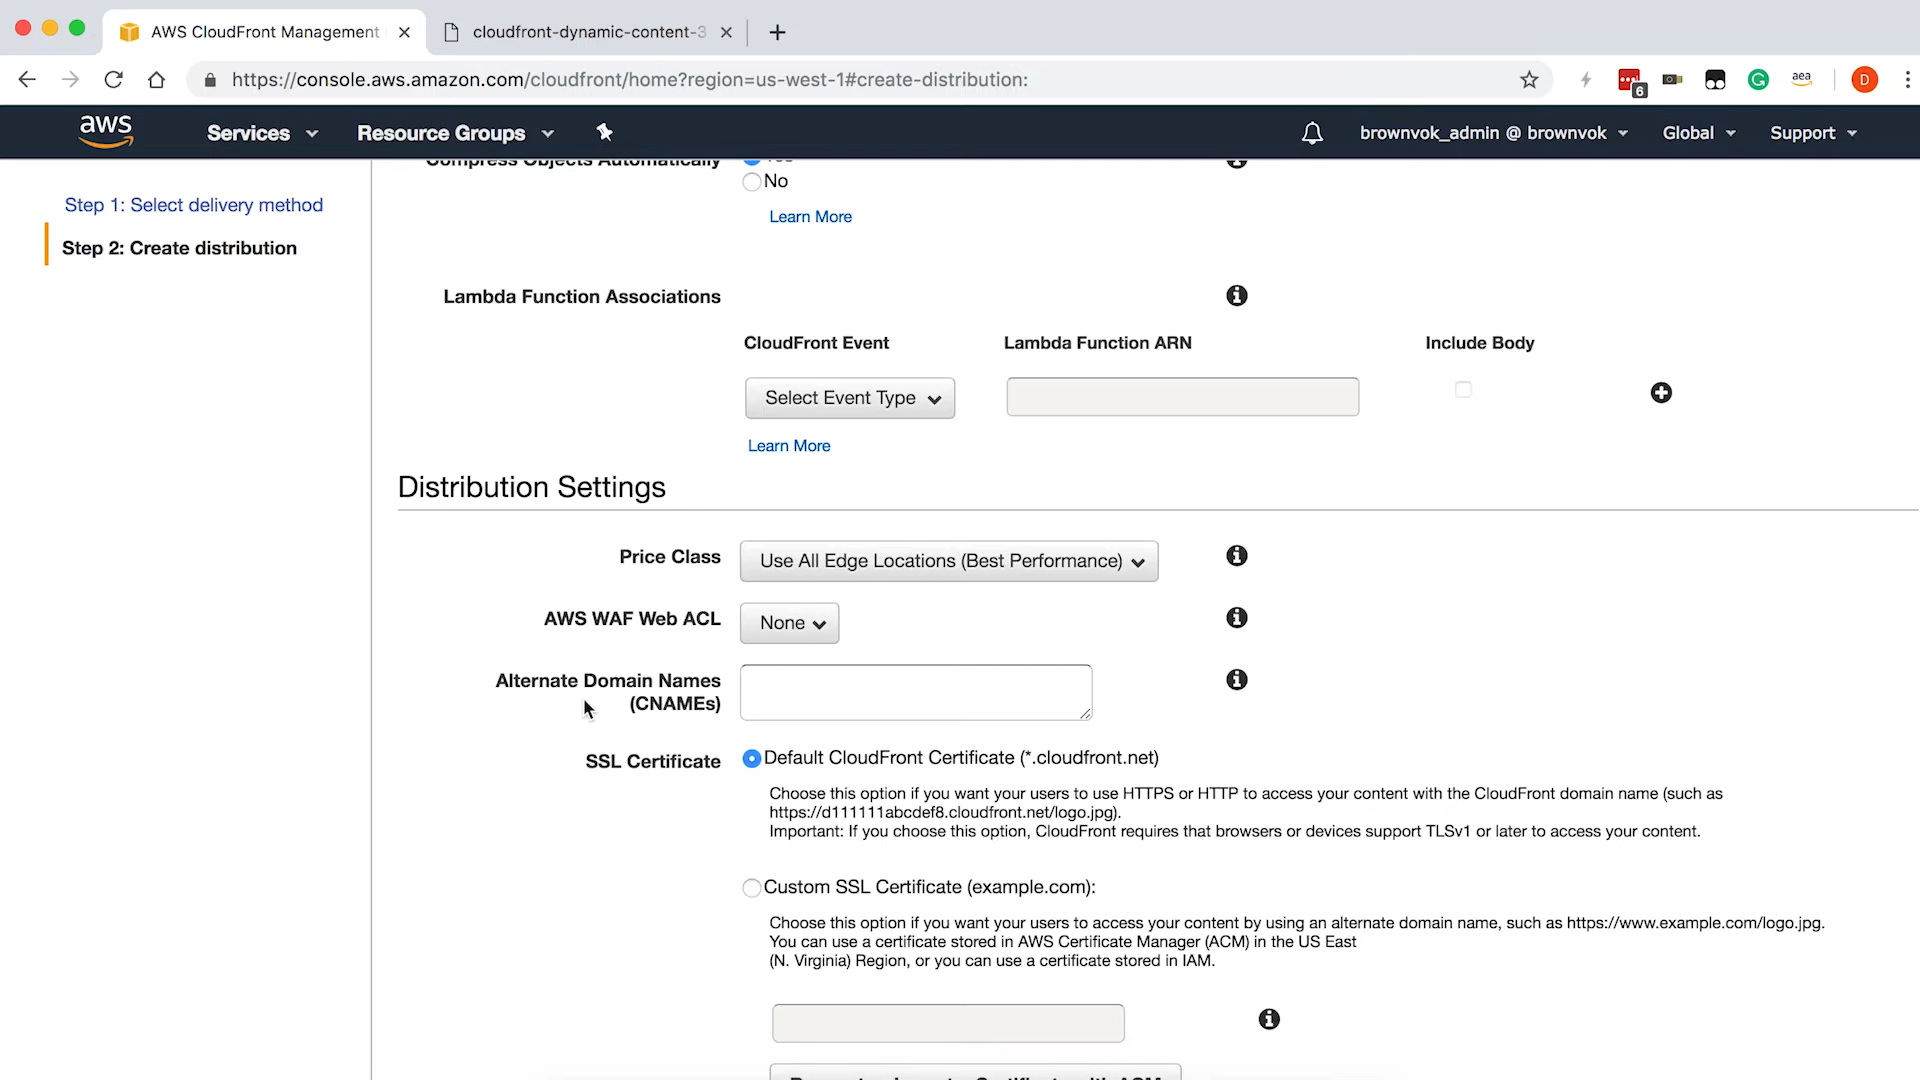 AWS CloudFront Management
cloudfront-dynamic-content-3
https://console.aws.amazon.com/cloudfront/home?region=us-west-1#create-distribution:
6
aea
D
aws
Services
Resource Groups
brownvok_admin @ brownvok
Global
Support
Step 1: Select delivery method
Step 2: Create distribution
Compress Objects Automatically
Yes
No
Learn More
Lambda Function Associations
CloudFront Event
Lambda Function ARN
Include Body
Select Event Type
Learn More
Distribution Settings
Price Class
Use All Edge Locations (Best Performance)
AWS WAF Web ACL
None
Alternate Domain Names
(CNAMEs)
SSL Certificate
Default CloudFront Certificate (*.cloudfront.net)
Choose this option if you want your users to use HTTPS or HTTP to access your content with the CloudFront domain name (such as
https://d111111abcdef8.cloudfront.net/logo.jpg).
Important: If you choose this option, CloudFront requires that browsers or devices support TLSv1 or later to access your content.
Custom SSL Certificate (example.com):
Choose this option if you want your users to access your content by using an alternate domain name, such as https://www.example.com/logo.jpg.
You can use a certificate stored in AWS Certificate Manager (ACM) in the US East
(N. Virginia) Region, or you can use a certificate stored in IAM.